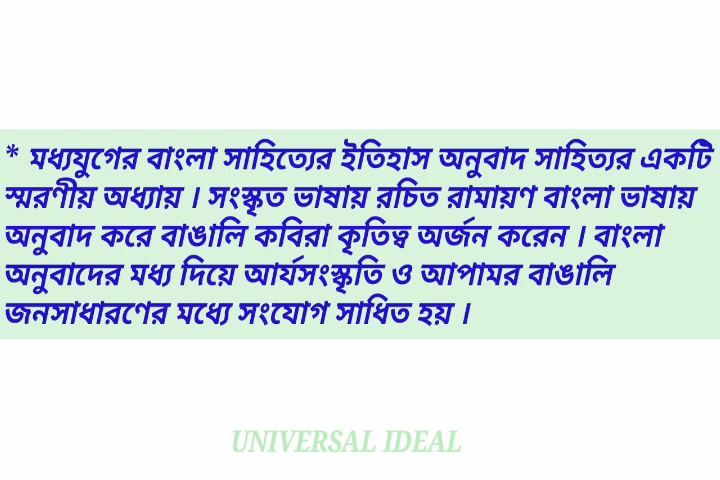 * মধ্যযুগের বাংলা সাহিত্যের ইতিহাস অনুবাদ সাহিত্যর একটি
স্মরণীয় অধ্যায় । সংস্কৃত ভাষায় রচিত রামায়ণ বাংলা ভাষায়
অনুবাদ করে বাঙালি কবিরা কৃতিত্ব অর্জন করেন । বাংলা
অনুবাদের মধ্য দিয়ে আর্যসংস্কৃতি ও আপামর বাঙালি
জনসাধারণের মধ্যে সংযোগ সাধিত হয় ।
UNIVERSAL IDEAL